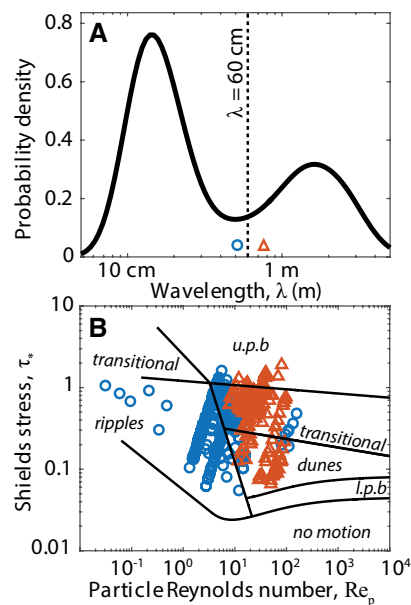 A
0.8
0.6
0.4
0.2
0
Probability density
λ = 60 cm
10 cm
1 m
Wavelength, λ (m)
B
10
1
0.1
0.01
Shields stress, τ*
u.p.b
transitional
ripples
transitional
dunes
l.p.b
no motion
10⁻² 10⁰ 10¹ 10² 10³ 10⁴
Particle Reynolds number, Reₚ